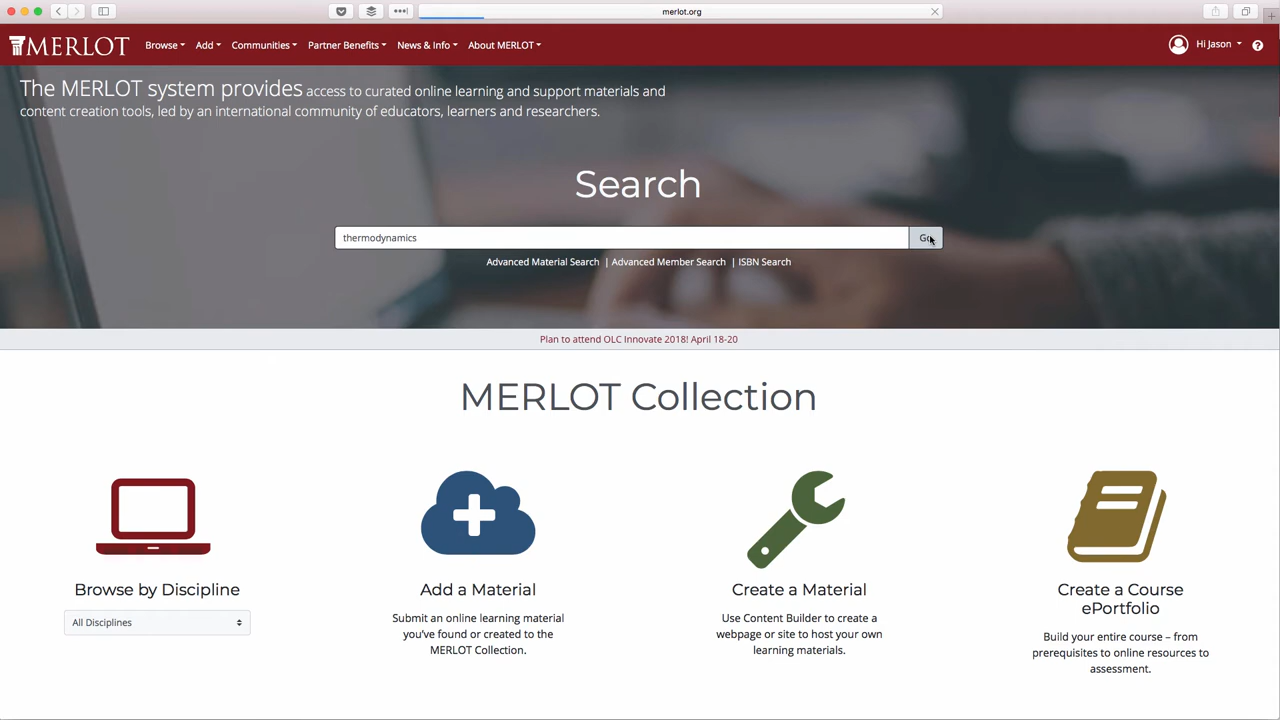 merlot.org
MERLOT
Browse
Add
Communities
Partner Benefits
News & Info
About MERLOT
Hi Jason
?
The MERLOT system provides access to curated online learning and support materials and
content creation tools, led by an international community of educators, learners and researchers.
Search
thermodynamics
Go
Advanced Material Search | Advanced Member Search | ISBN Search
Plan to attend OLC Innovate 2018! April 18-20
MERLOT Collection
Browse by Discipline
All Disciplines
Add a Material
Submit an online learning material
you've found or created to the
MERLOT Collection.
Create a Material
Use Content Builder to create a
webpage or site to host your own
learning materials.
Create a Course
ePortfolio
Build your entire course – from
prerequisites to online resources to
assessment.